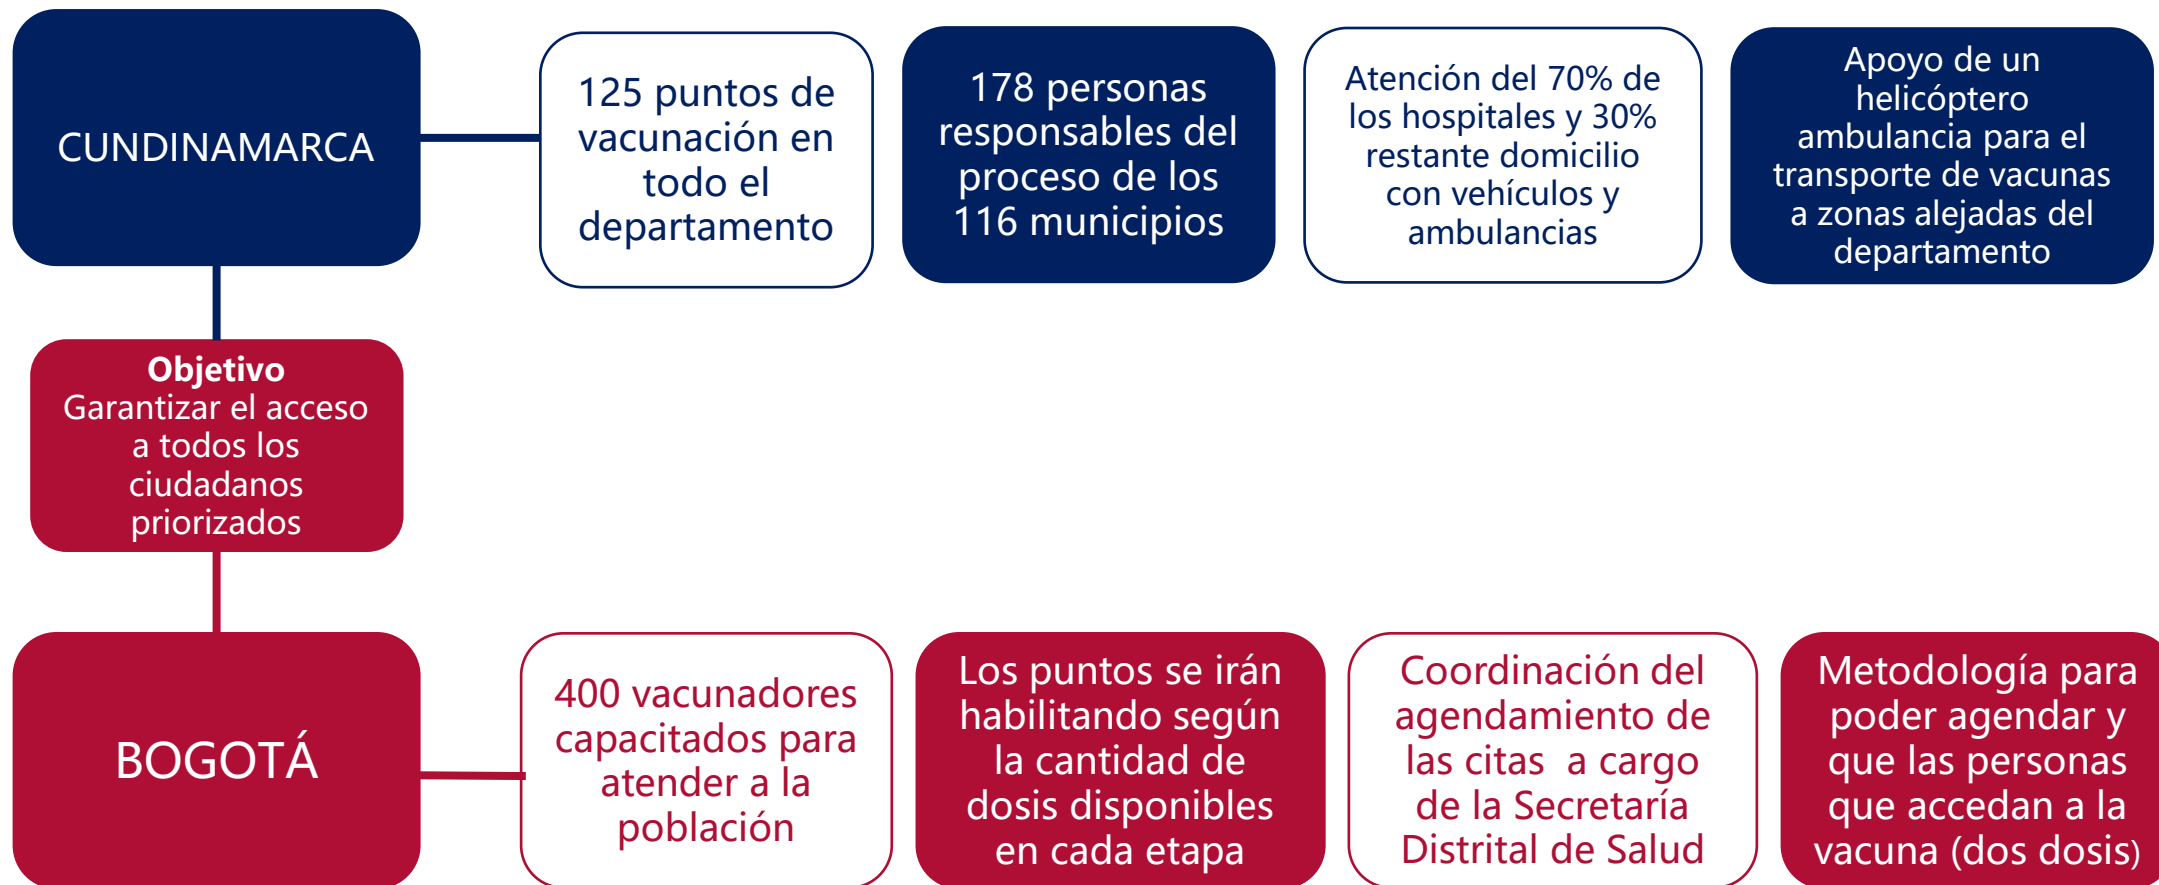 CUNDINAMARCA
125 puntos de
vacunación en
todo el
departamento
178 personas
responsables del
proceso de los
116 municipios
Atención del 70% de
los hospitales y 30%
restante domicilio
con vehículos y
ambulancias
Apoyo de un
helicóptero
ambulancia para el
transporte de vacunas
a zonas alejadas del
departamento
Objetivo
Garantizar el acceso
a todos los
ciudadanos
priorizados
BOGOTÁ
400 vacunadores
capacitados para
atender a la
población
Los puntos se irán
habilitando según
la cantidad de
dosis disponibles
en cada etapa
Coordinación del
agendamiento de
las citas  a cargo
de la Secretaría
Distrital de Salud
Metodología para
poder agendar y
que las personas
que accedan a la
vacuna (dos dosis)